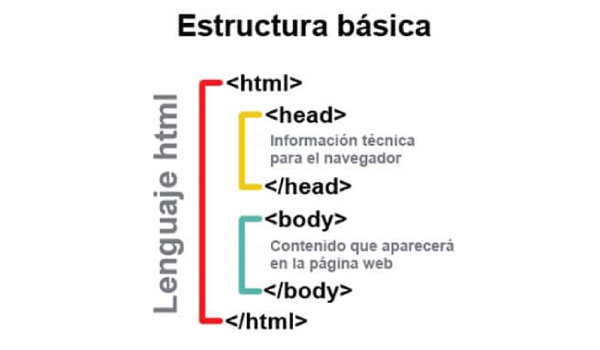 Estructura básica
Lenguaje html
<html>
<head>
Información técnica
para el navegador
</head>
<body>
Contenido que aparecerá
en la página web
</body>
</html>